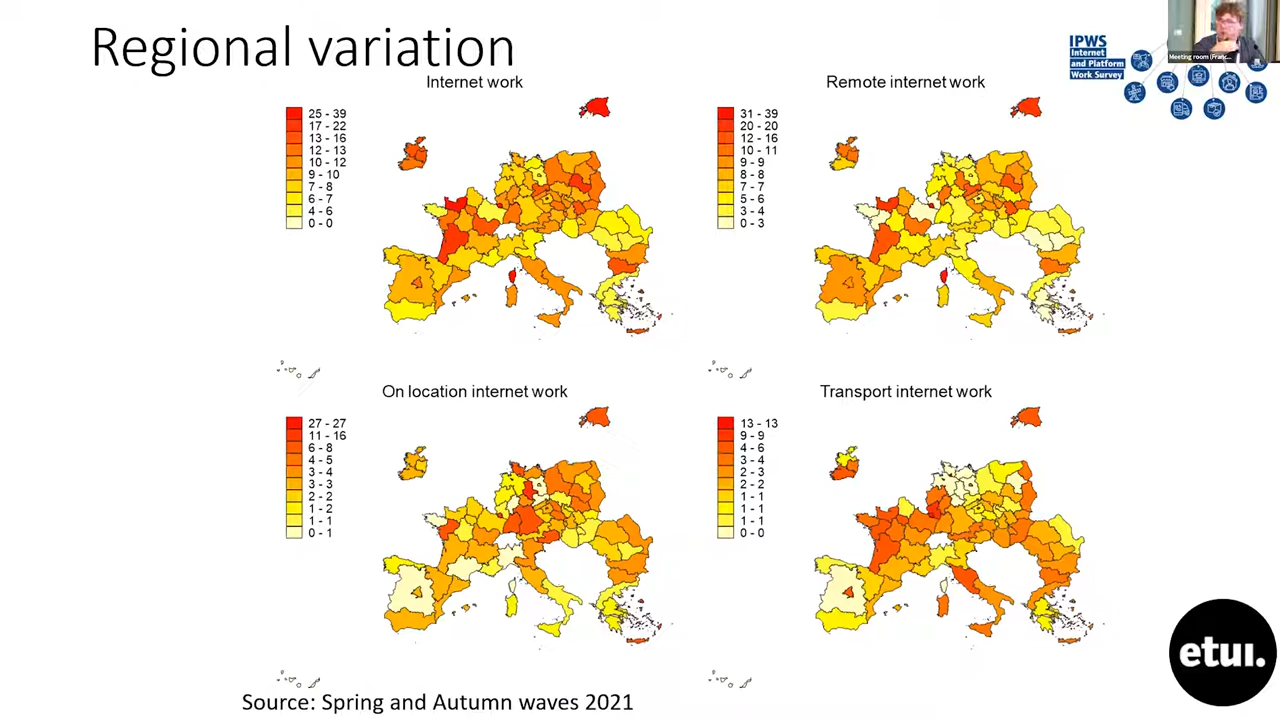 Regional variation
IPWS
Internet
and Platform
Work Survey
Meeting room (Franç...
Internet work
25 - 39
17 - 22
13 - 16
12 - 13
10 - 12
9 - 10
7 - 8
6 - 7
4 - 6
0 - 0
Remote internet work
31 - 39
20 - 20
12 - 16
10 - 11
9 - 9
8 - 8
7 - 7
5 - 6
3 - 4
0 - 3
On location internet work
27 - 27
11 - 16
6 - 8
4 - 5
3 - 4
3 - 3
2 - 2
1 - 2
1 - 1
0 - 1
Transport internet work
13 - 13
9 - 9
4 - 6
3 - 4
2 - 3
2 - 2
1 - 1
1 - 1
1 - 1
0 - 0
etui.
Source: Spring and Autumn waves 2021